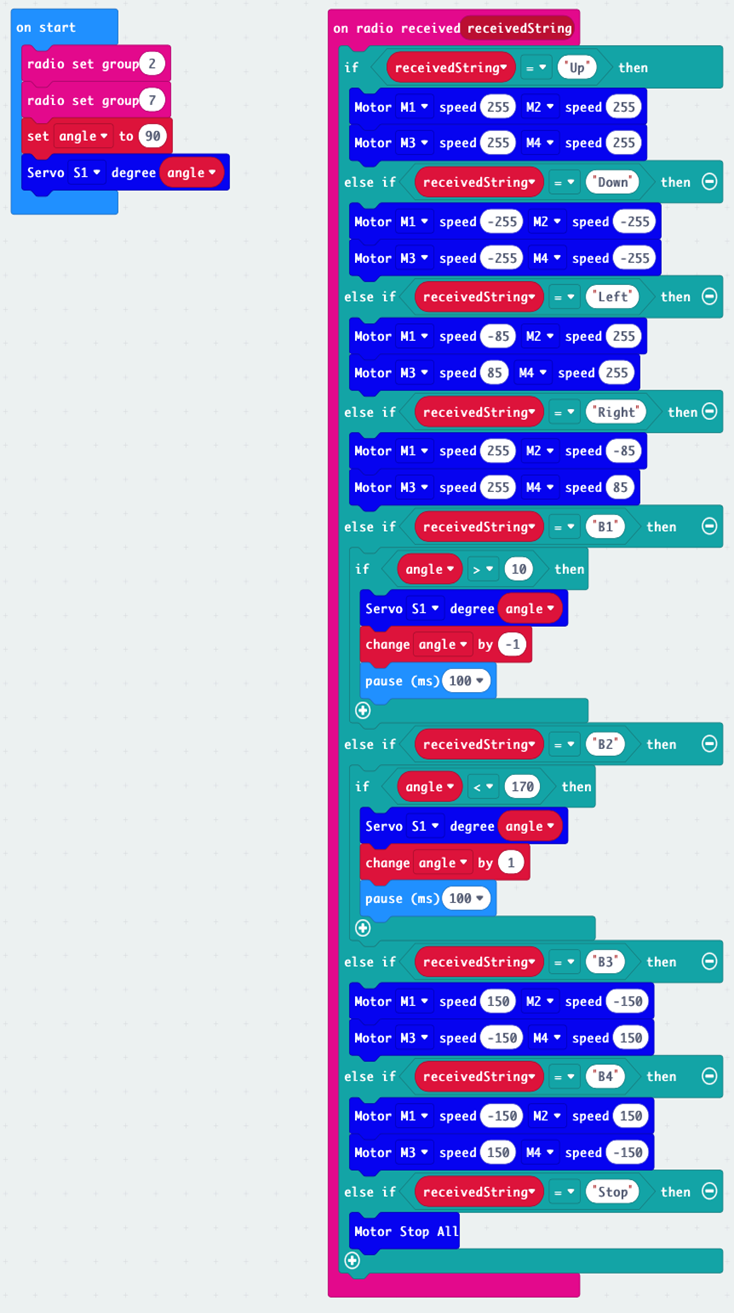 on start
radio set group 2
radio set group 7
set angle to 90
Servo S1 degree angle
on radio received receivedString
if receivedString = "Up" then
Motor M1 speed 255 M2 speed 255
Motor M3 speed 255 M4 speed 255
else if receivedString = "Down" then
Motor M1 speed -255 M2 speed -255
Motor M3 speed -255 M4 speed -255
else if receivedString = "Left" then
Motor M1 speed -85 M2 speed 255
Motor M3 speed 85 M4 speed 255
else if receivedString = "Right" then
Motor M1 speed 255 M2 speed -85
Motor M3 speed 255 M4 speed 85
else if receivedString = "B1" then
if angle > 10 then
Servo S1 degree angle
change angle by -1
pause (ms) 100
else if receivedString = "B2" then
if angle < 170 then
Servo S1 degree angle
change angle by 1
pause (ms) 100
else if receivedString = "B3" then
Motor M1 speed 150 M2 speed -150
Motor M3 speed -150 M4 speed 150
else if receivedString = "B4" then
Motor M1 speed -150 M2 speed 150
Motor M3 speed 150 M4 speed -150
else if receivedString = "Stop" then
Motor Stop All